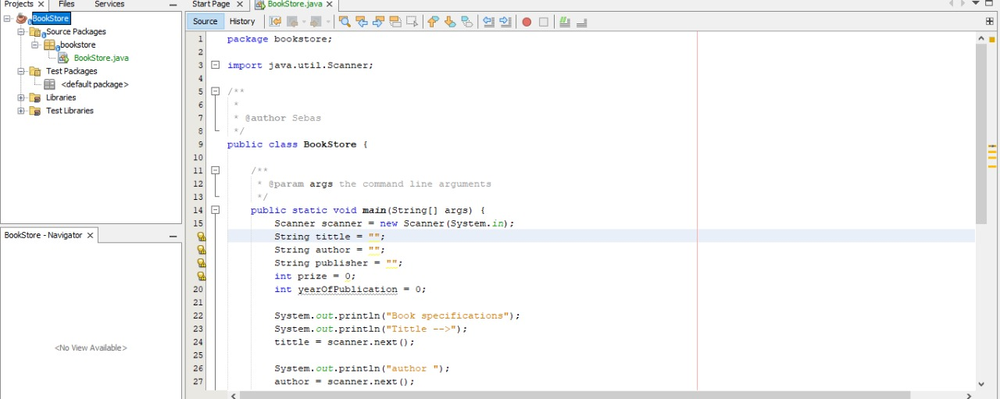 Projects × Files Services
BookStore
Source Packages
bookstore
BookStore.java
Test Packages
<default package>
Libraries
Test Libraries
BookStore - Navigator ×
<No View Available>
Start Page × BookStore.java ×
Source History
1 package bookstore;
2
3 import java.util.Scanner;
4
5 /**
6 *
7 * @author Sebas
8 */
9 public class BookStore {
10
11 /**
12 * @param args the command line arguments
13 */
14 public static void main(String[] args) {
15 Scanner scanner = new Scanner(System.in);
String tittle = "";
String author = "";
String publisher = "";
int prize = 0;
20 int yearOfPublication = 0;
21
22 System.out.println("Book specifications");
23 System.out.println("Tittle -->");
24 tittle = scanner.next();
25
26 System.out.println("author ");
27 author = scanner.next();